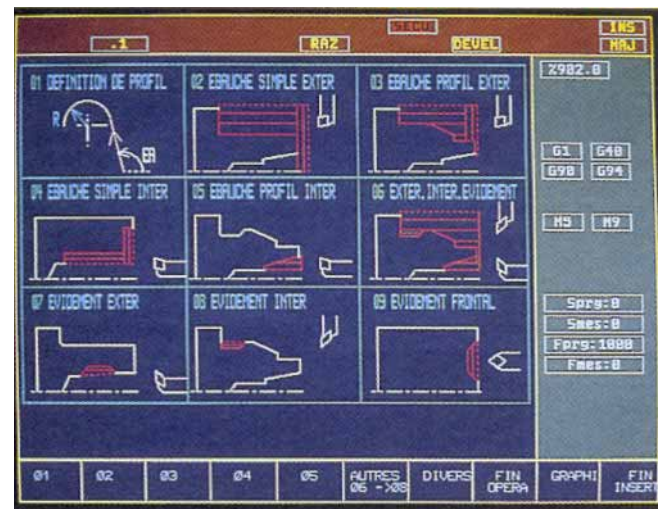 SECU INS
.1 RAZ DEVEL MAJ
01 DEFINITION DE PROFIL
R
EA
02 EBAUCHE SIMPLE EXTER
03 EBAUCHE PROFIL EXTER
04 EBAUCHE SIMPLE INTER
05 EBAUCHE PROFIL INTER
06 EXTER.INTER.EVIDEMENT
07 EVIDEMENT EXTER
08 EVIDEMENT INTER
09 EVIDEMENT FRONTAL
%902.0
G1 G40
G90 G94
M5 M9
Sprg:0
Smes:0
Fprg:1000
Fmes:0
01 02 03 04 05 AUTRES DIVERS FIN GRAPHI FIN
06 ->08 OPERA INSERT